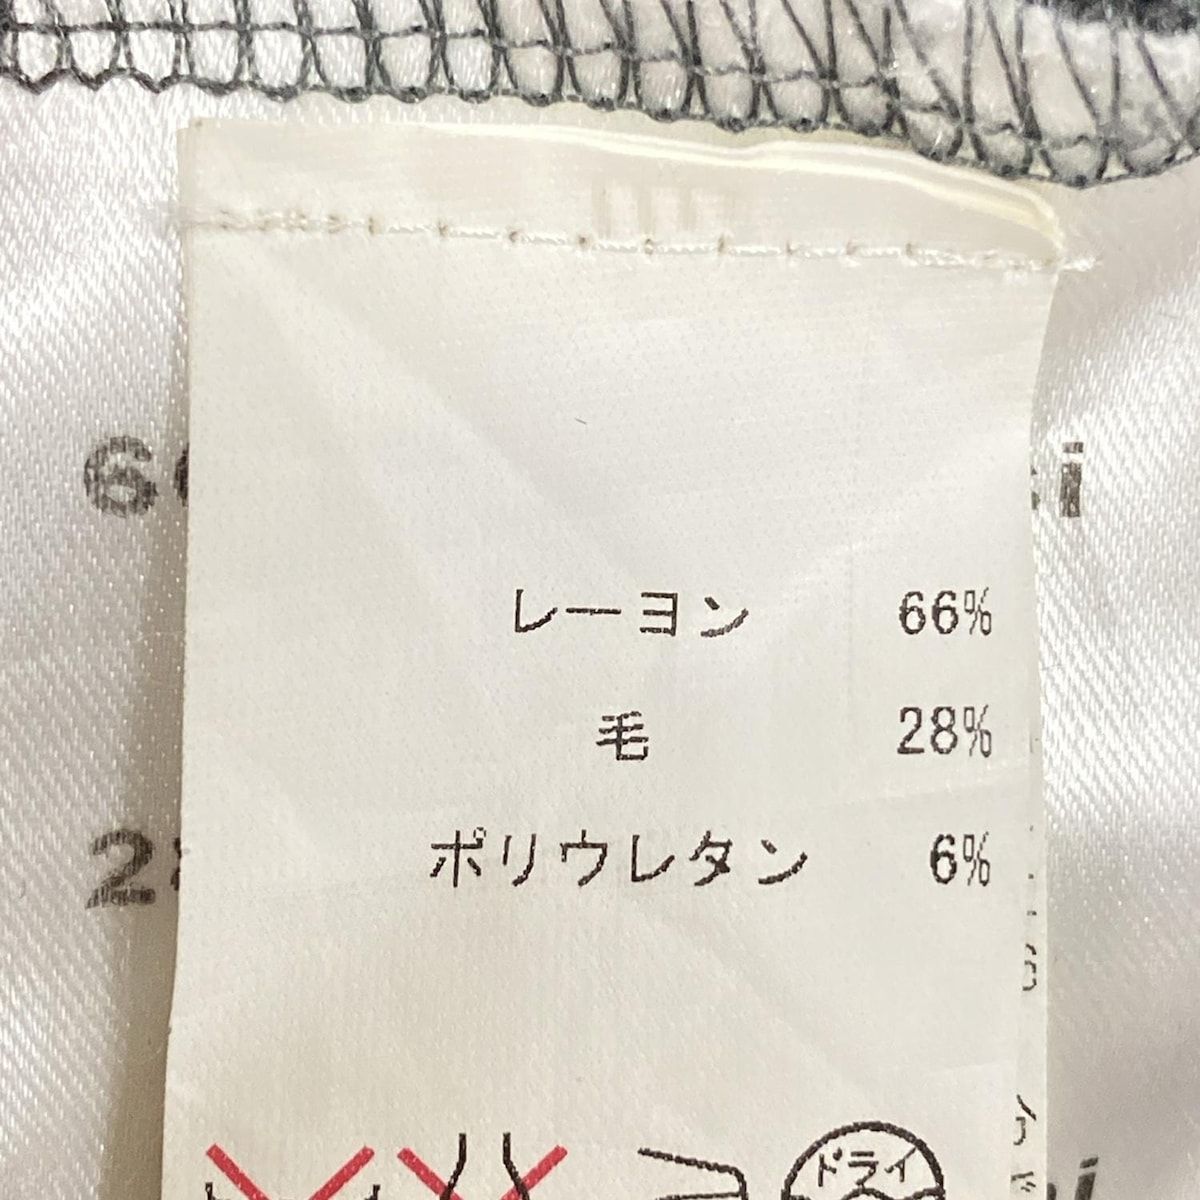 レーヨン 66%
毛 28%
ポリウレタン 6%
ドライ